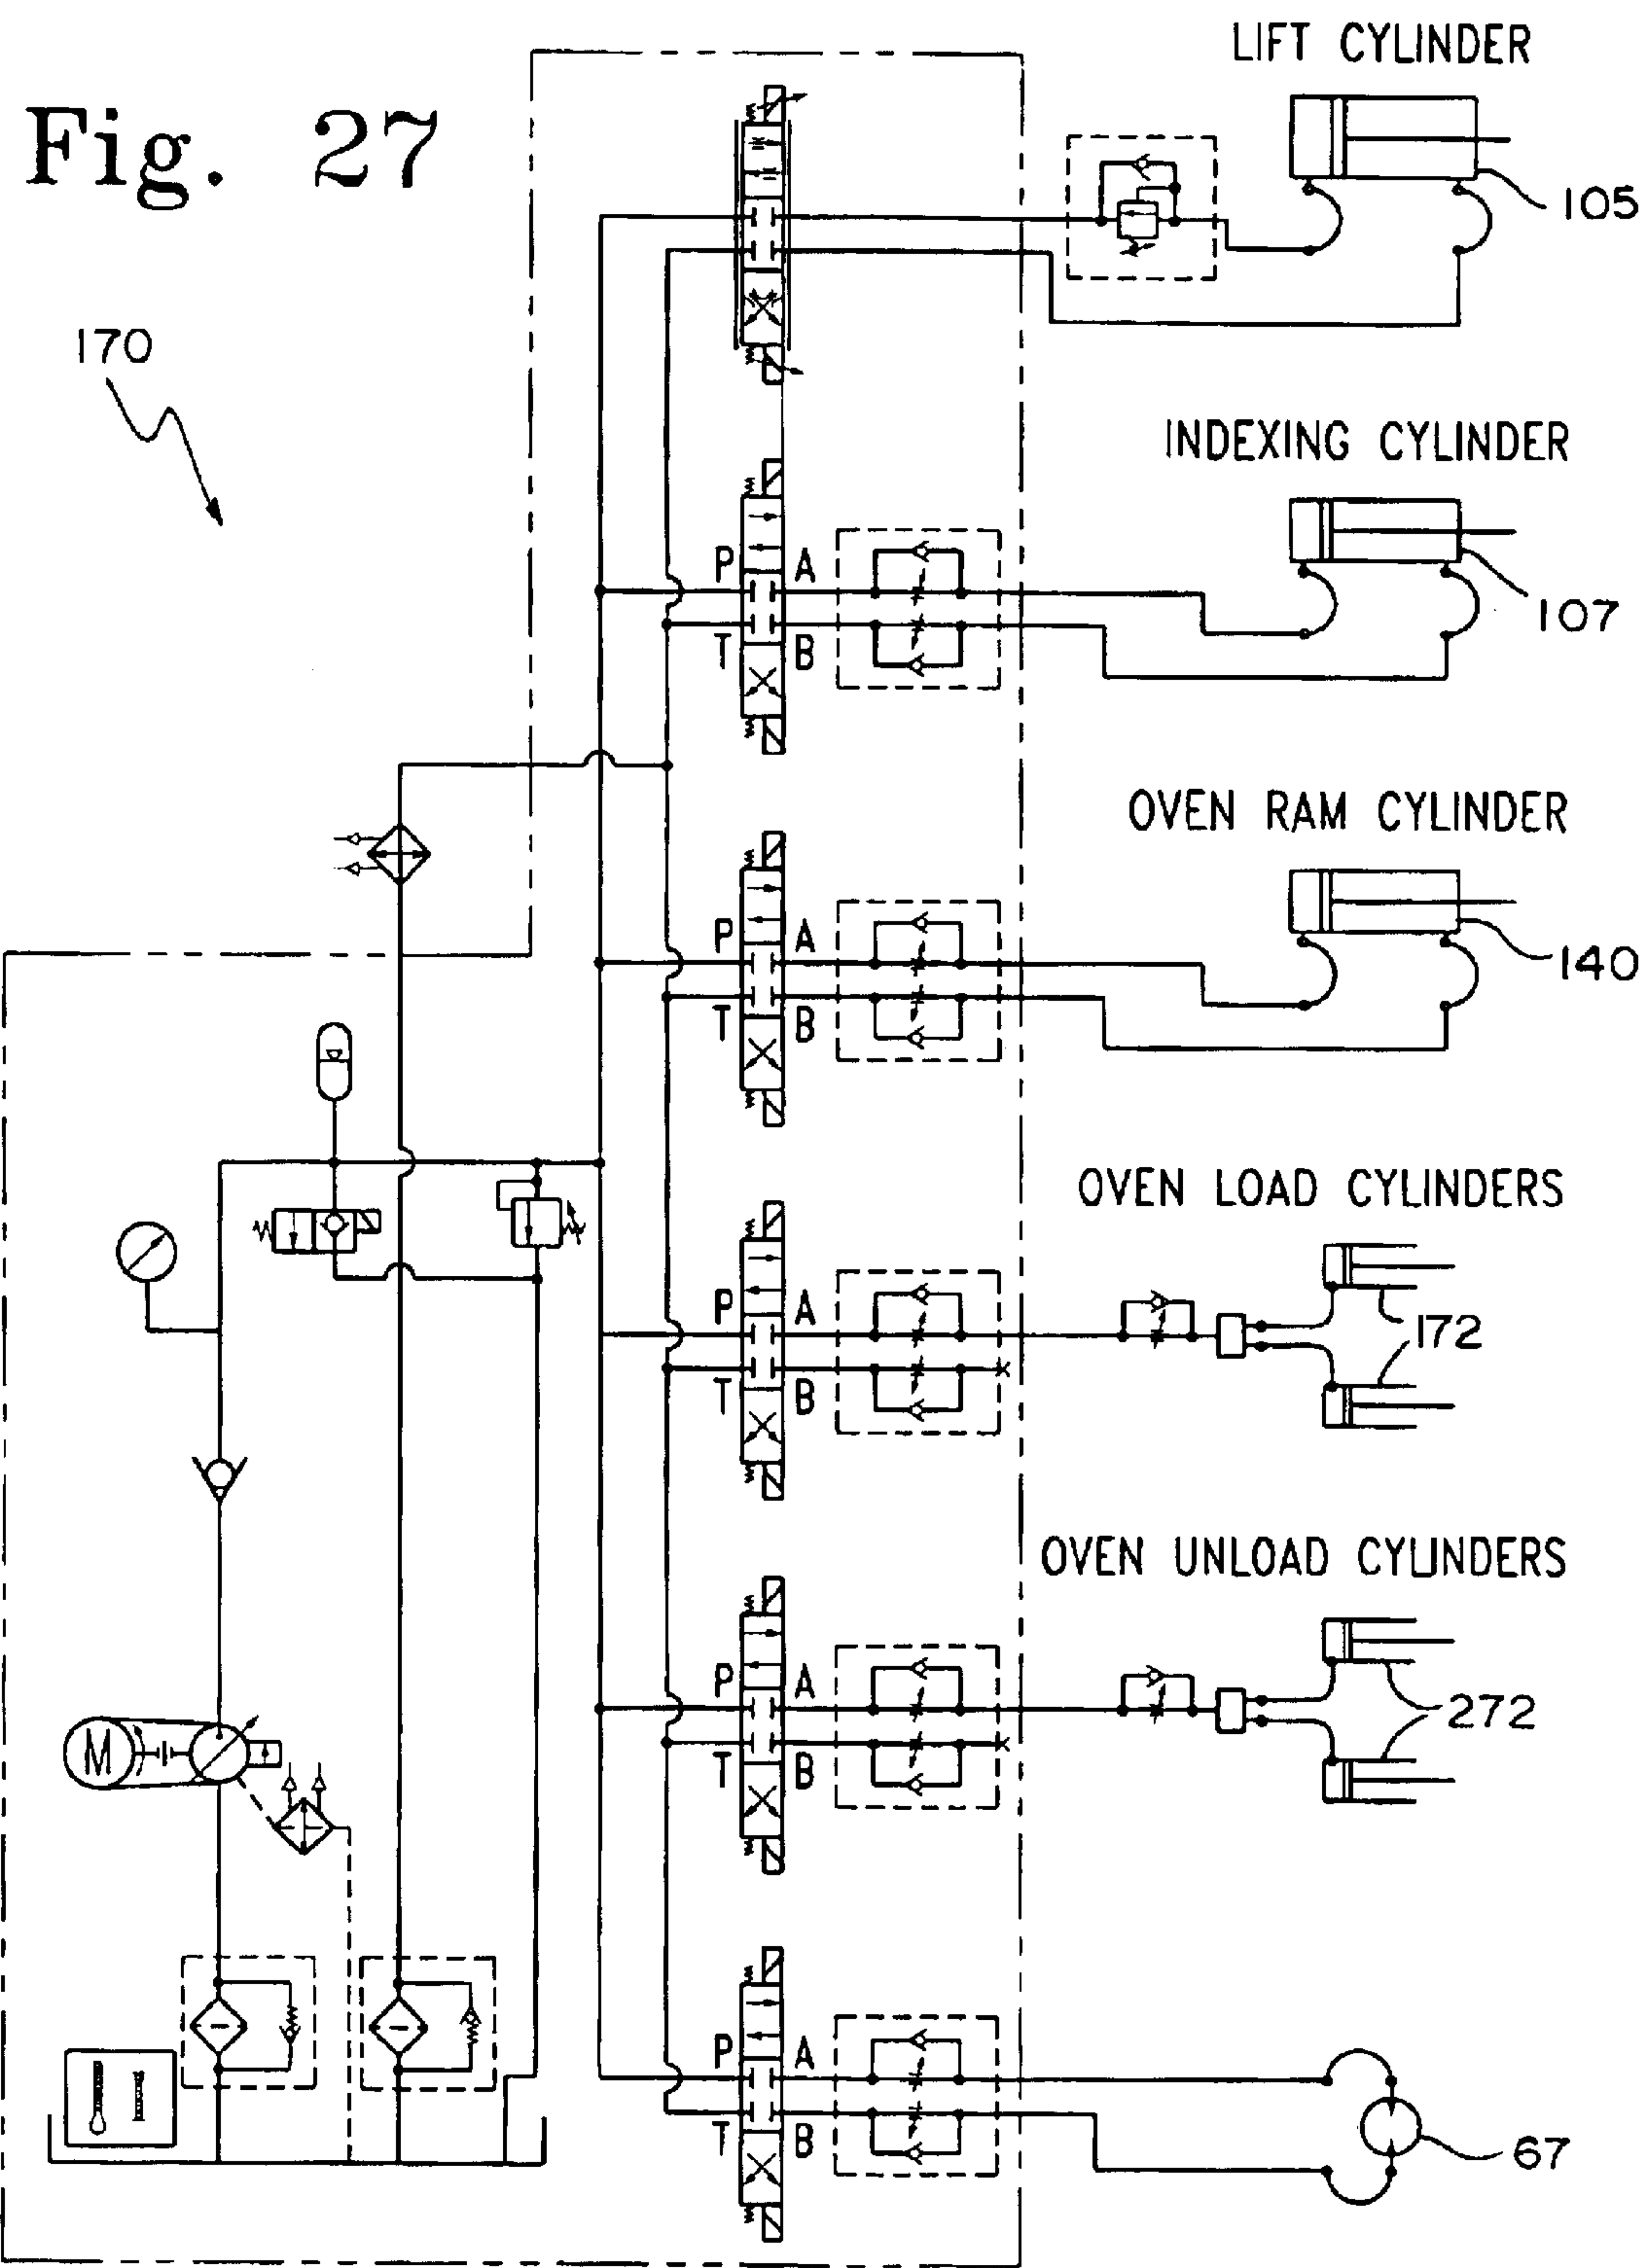 LIFT CYLINDER
Fig. 27
105
170
INDEXING CYLINDER
P A
T B
107
OVEN RAM CYLINDER
P A
T B
140
OVEN LOAD CYLINDERS
P A
T B
172
OVEN UNLOAD CYLINDERS
P A
T B
272
M
P A
T B
67